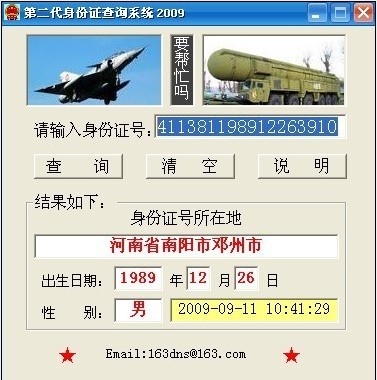 第二代身份证查询系统 2009
要帮忙吗
请输入身份证号：411381198912263910
查 询 清 空 说 明
结果如下：
身份证号所在地
河南省南阳市邓州市
出生日期： 1989 年 12 月 26 日
性 别： 男 2009-09-11 10:41:29
Email:163dns@163.com